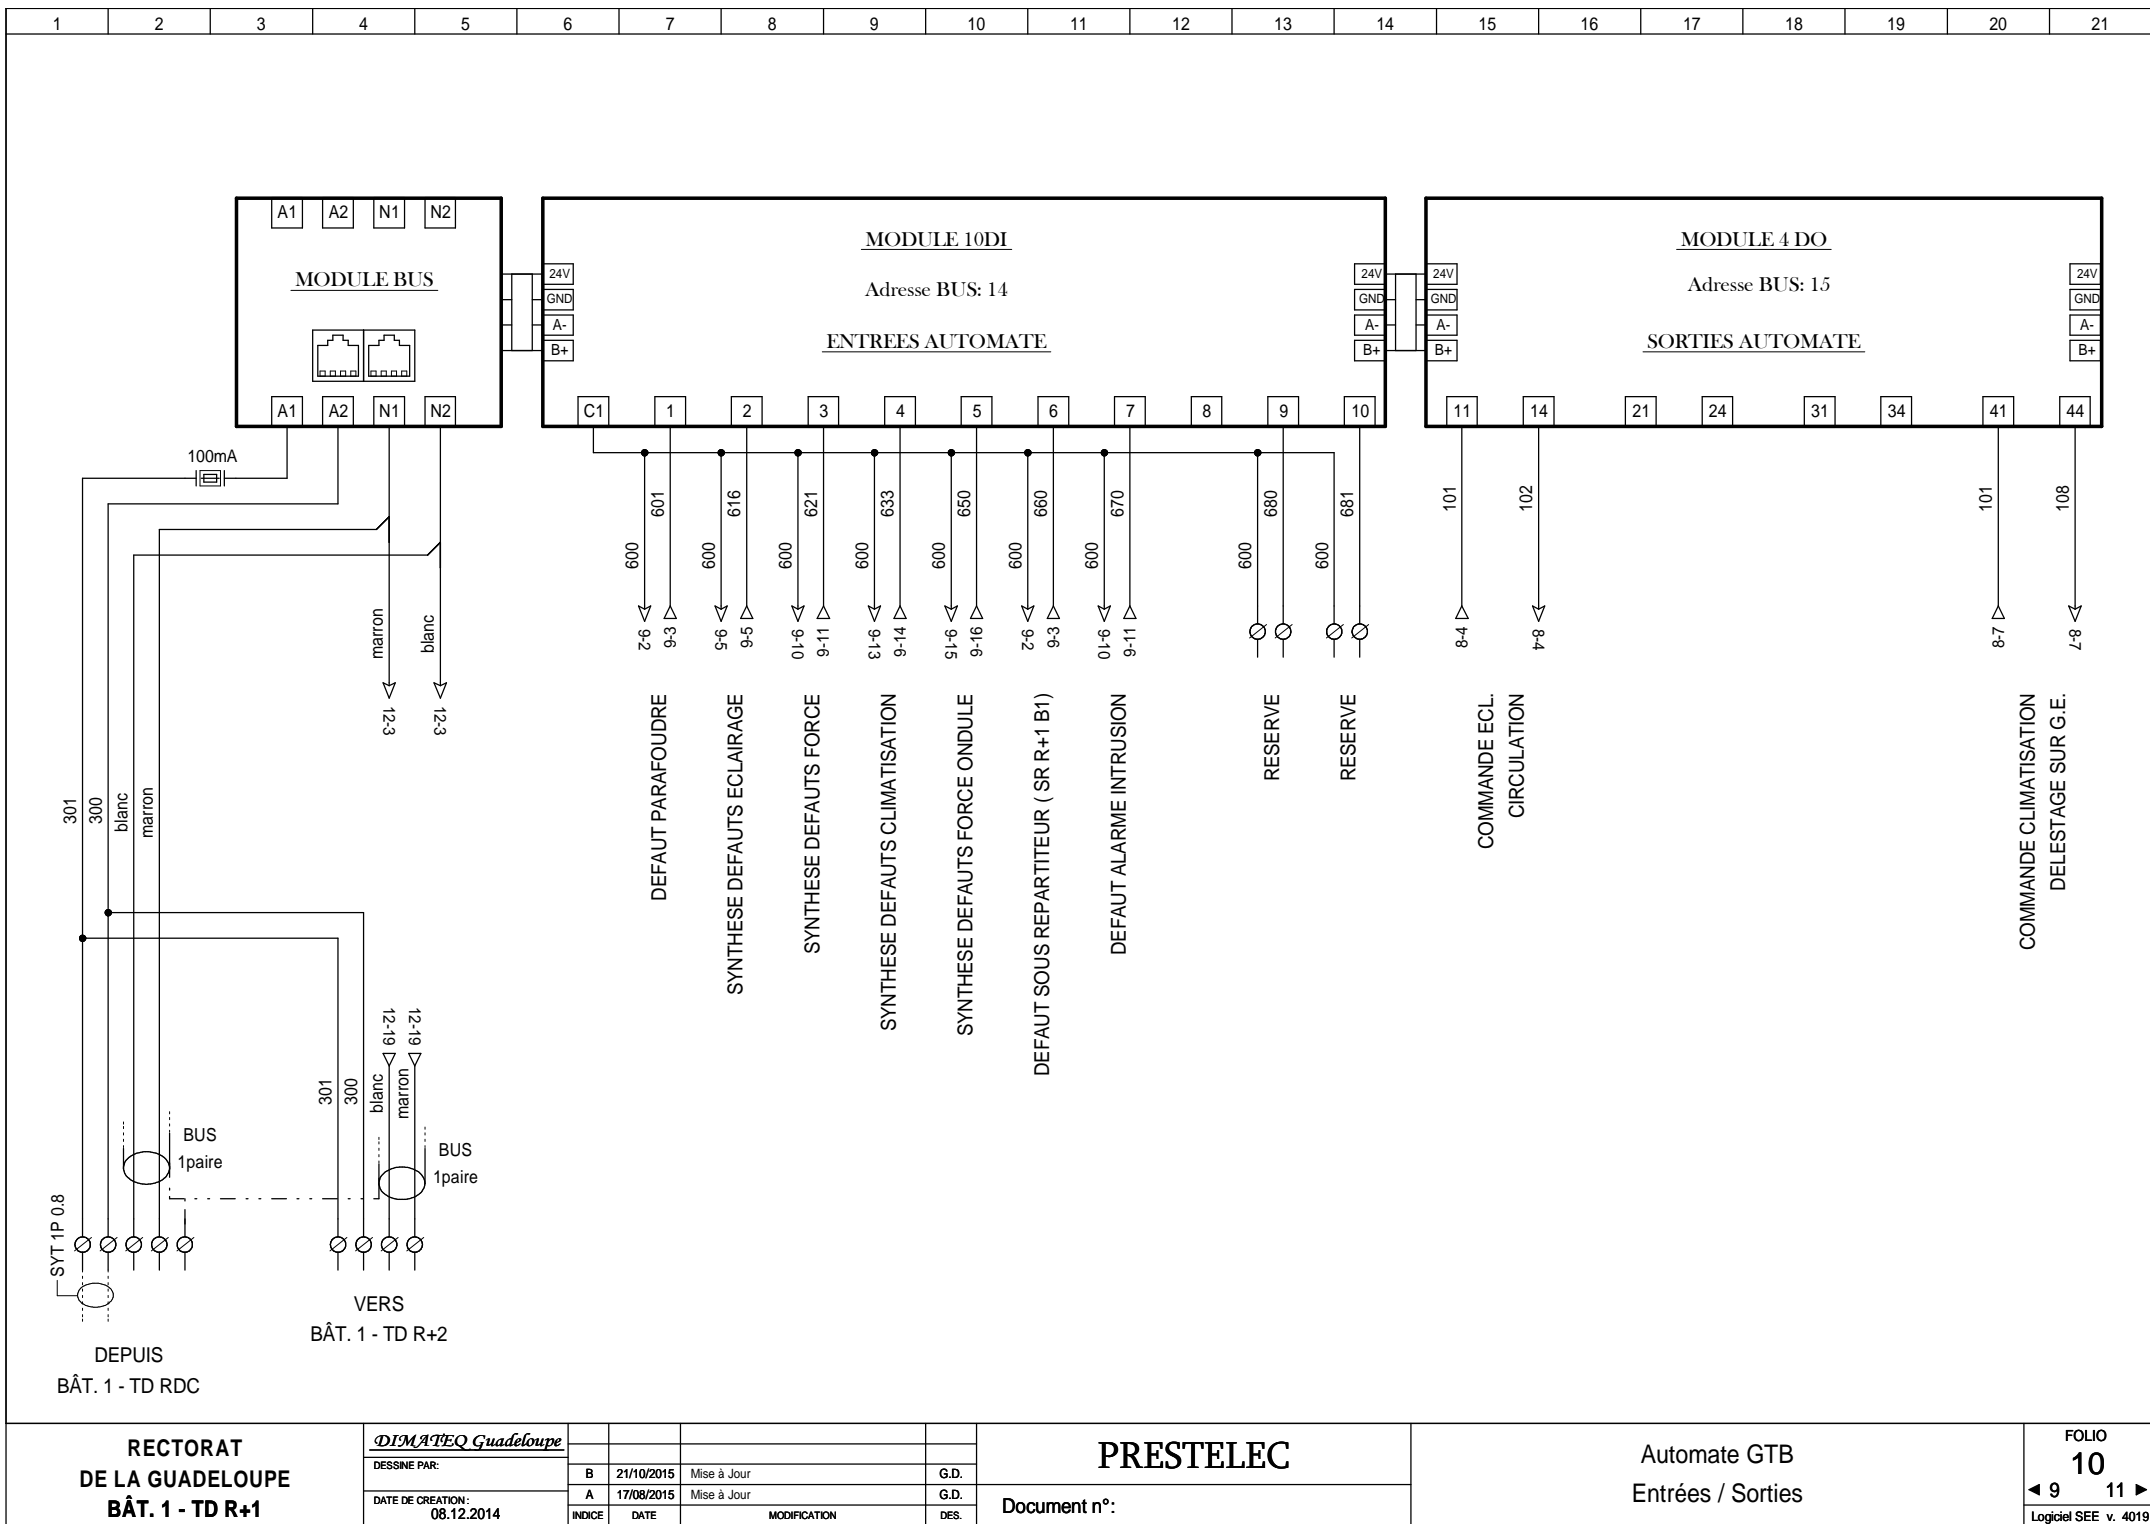 1 2 3 4 5 6 7 8 9 10 11 12 13 14 15 16 17 18 19 20 21
A1 A2 N1 N2
MODULE BUS
A1 A2 N1 N2
MODULE 10DI
Adresse BUS: 14
ENTREES AUTOMATE
24V
GND
A-
B+
24V
GND
A-
B+
C1 1 2 3 4 5 6 7 8 9 10
MODULE 4 DO
Adresse BUS: 15
SORTIES AUTOMATE
24V
GND
A-
B+
24V
GND
A-
B+
11 14 21 24 31 34 41 44
100mA
600 601 600 616 600 621 600 633 600 650 600 660 600 670 600 680 600 681
101 102 101 108
9-2 9-3 9-5 9-6 9-10 9-11 9-13 9-14 9-15 9-16 9-2 9-3 9-10 9-11
8-4 8-4 8-7 8-7
marron
blanc
12-3
12-3
DEFAUT PARAFOUDRE
SYNTHESE DEFAUTS ECLAIRAGE
SYNTHESE DEFAUTS FORCE
SYNTHESE DEFAUTS CLIMATISATION
SYNTHESE DEFAUTS FORCE ONDULE
DEFAUT SOUS REPARTITEUR ( SR R+1 B1)
DEFAUT ALARME INTRUSION
RESERVE
RESERVE
COMMANDE ECL.
CIRCULATION
COMMANDE CLIMATISATION
DELESTAGE SUR G.E.
301
300
blanc
marron
12-19
12-19
301
300
blanc
marron
BUS
1paire
BUS
1paire
SYT 1P 0.8
VERS
BÂT. 1 - TD R+2
DEPUIS
BÂT. 1 - TD RDC
RECTORAT
DE LA GUADELOUPE
BÂT. 1 - TD R+1
DIMATEQ Guadeloupe
DESSINE PAR:
DATE DE CREATION :
08.12.2014
B 21/10/2015 Mise à Jour G.D.
A 17/08/2015 Mise à Jour G.D.
INDICE DATE MODIFICATION DES.
PRESTELEC
Document n°:
Automate GTB
Entrées / Sorties
FOLIO
10
9 11
Logiciel SEE v. 4019